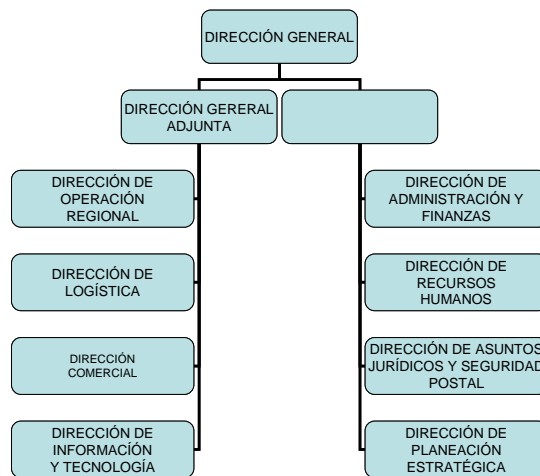 DIRECCIÓN GENERAL
DIRECCIÓN GERERAL
ADJUNTA
DIRECCIÓN DE
OPERACIÓN
REGIONAL
DIRECCIÓN DE
ADMINISTRACIÓN Y
FINANZAS
DIRECCIÓN DE
LOGÍSTICA
DIRECCIÓN DE
RECURSOS
HUMANOS
DIRECCIÓN
COMERCIAL
DIRECCIÓN DE ASUNTOS
JURÍDICOS Y SEGURIDAD
POSTAL
DIRECCIÓN DE
INFORMACÍÓN
Y TECNOLOGÍA
DIRECCIÓN DE
PLANEACIÓN
ESTRATÉGICA